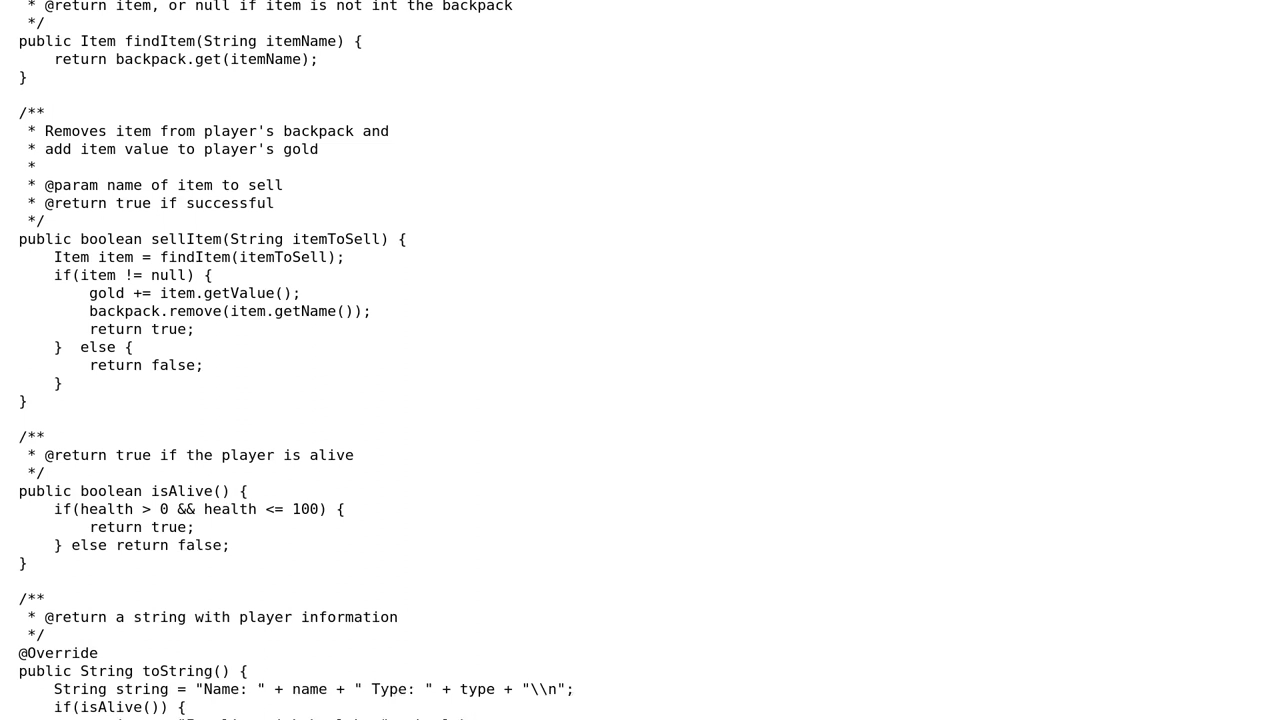 * @return item, or null if item is not int the backpack
 */
public Item findItem(String itemName) {
    return backpack.get(itemName);
}

/**
 * Removes item from player's backpack and
 * add item value to player's gold
 *
 * @param name of item to sell
 * @return true if successful
 */
public boolean sellItem(String itemToSell) {
    Item item = findItem(itemToSell);
    if(item != null) {
        gold += item.getValue();
        backpack.remove(item.getName());
        return true;
    }  else {
        return false;
    }
}

/**
 * @return true if the player is alive
 */
public boolean isAlive() {
    if(health > 0 && health <= 100) {
        return true;
    } else return false;
}

/**
 * @return a string with player information
 */
@Override
public String toString() {
    String string = "Name: " + name + " Type: " + type + "\\n";
    if(isAlive()) {